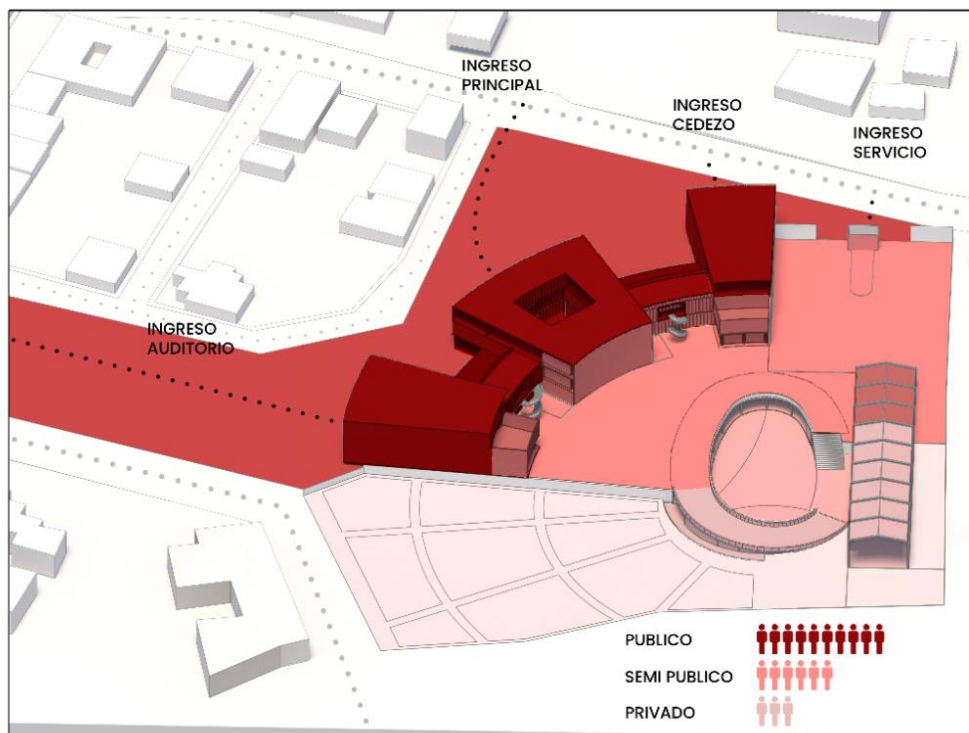 INGRESO
PRINCIPAL
INGRESO
CEDEZO
INGRESO
SERVICIO
INGRESO
AUDITORIO
PUBLICO
SEMI PUBLICO
PRIVADO